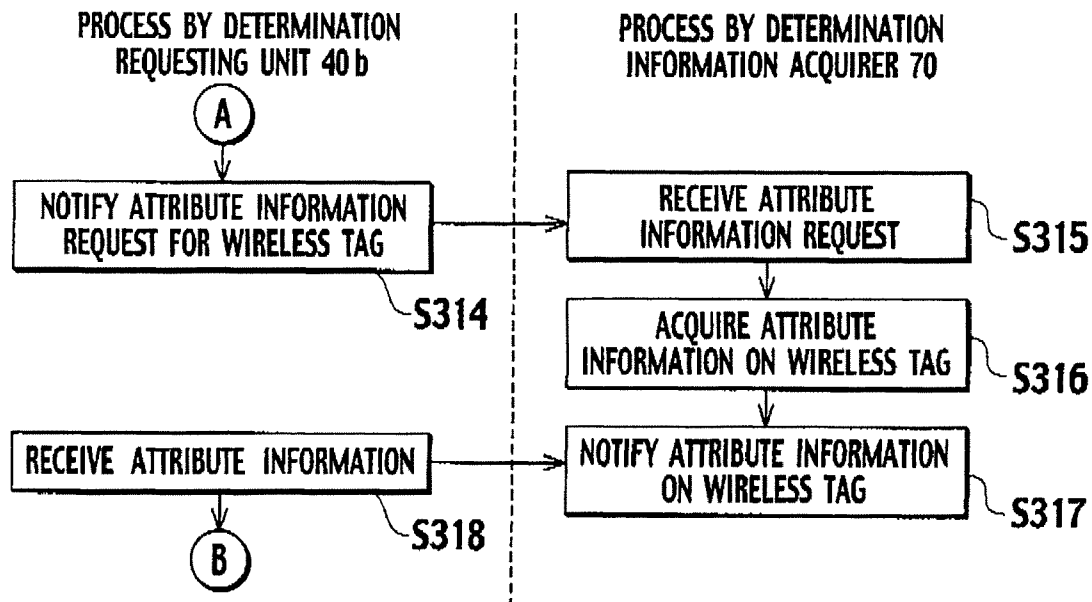 PROCESS BY DETERMINATION
REQUESTING UNIT 40b
PROCESS BY DETERMINATION
INFORMATION ACQUIRER 70
A
NOTIFY ATTRIBUTE INFORMATION
REQUEST FOR WIRELESS TAG
S314
RECEIVE ATTRIBUTE
INFORMATION REQUEST
S315
ACQUIRE ATTRIBUTE
INFORMATION ON WIRELESS TAG
S316
NOTIFY ATTRIBUTE INFORMATION
ON WIRELESS TAG
S317
RECEIVE ATTRIBUTE INFORMATION
S318
B